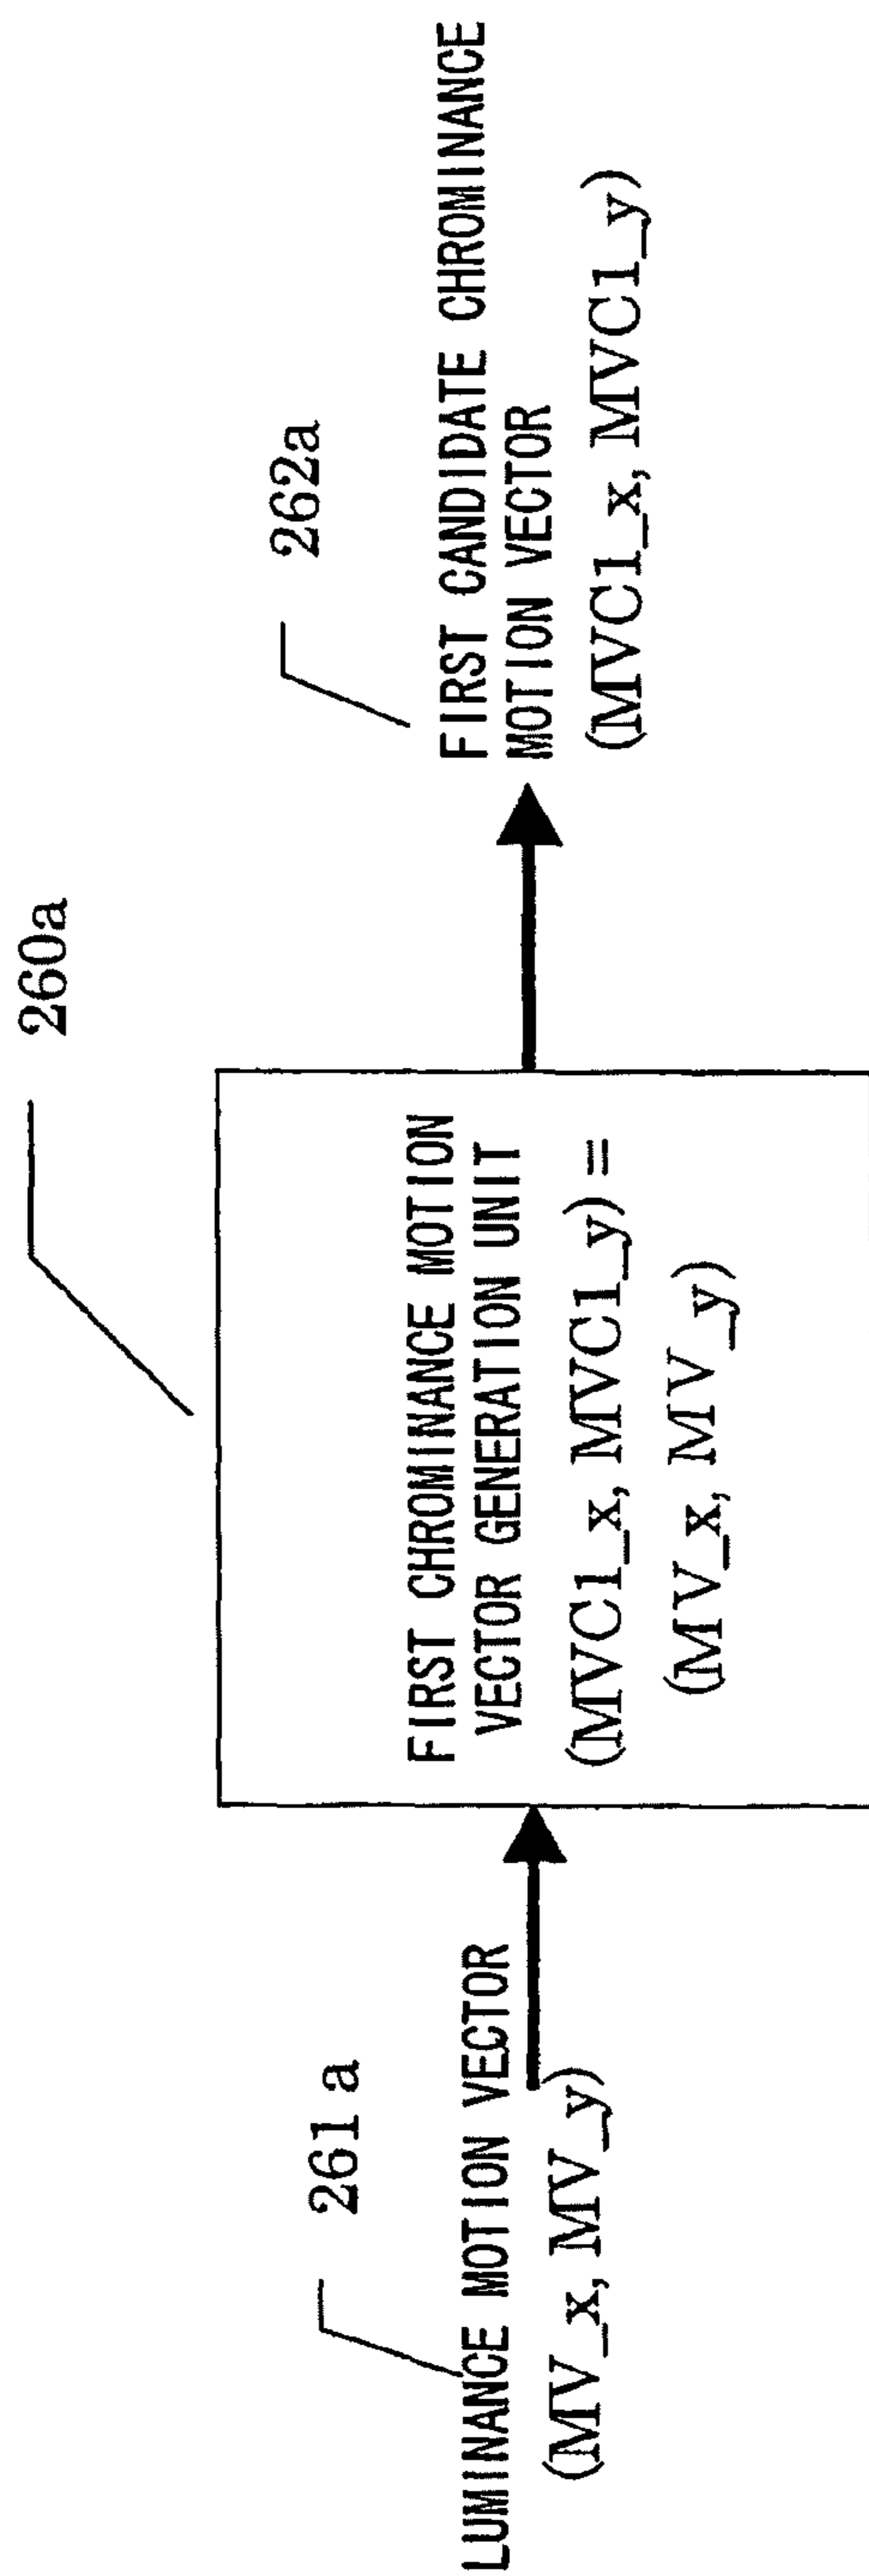 260a
261a
LUMINANCE MOTION VECTOR
(MV_x, MV_y)
FIRST CHROMINANCE MOTION
VECTOR GENERATION UNIT
(MVC1_x, MVC1_y) =
(MV_x, MV_y)
262a
FIRST CANDIDATE CHROMINANCE
MOTION VECTOR
(MVC1_x, MVC1_y)